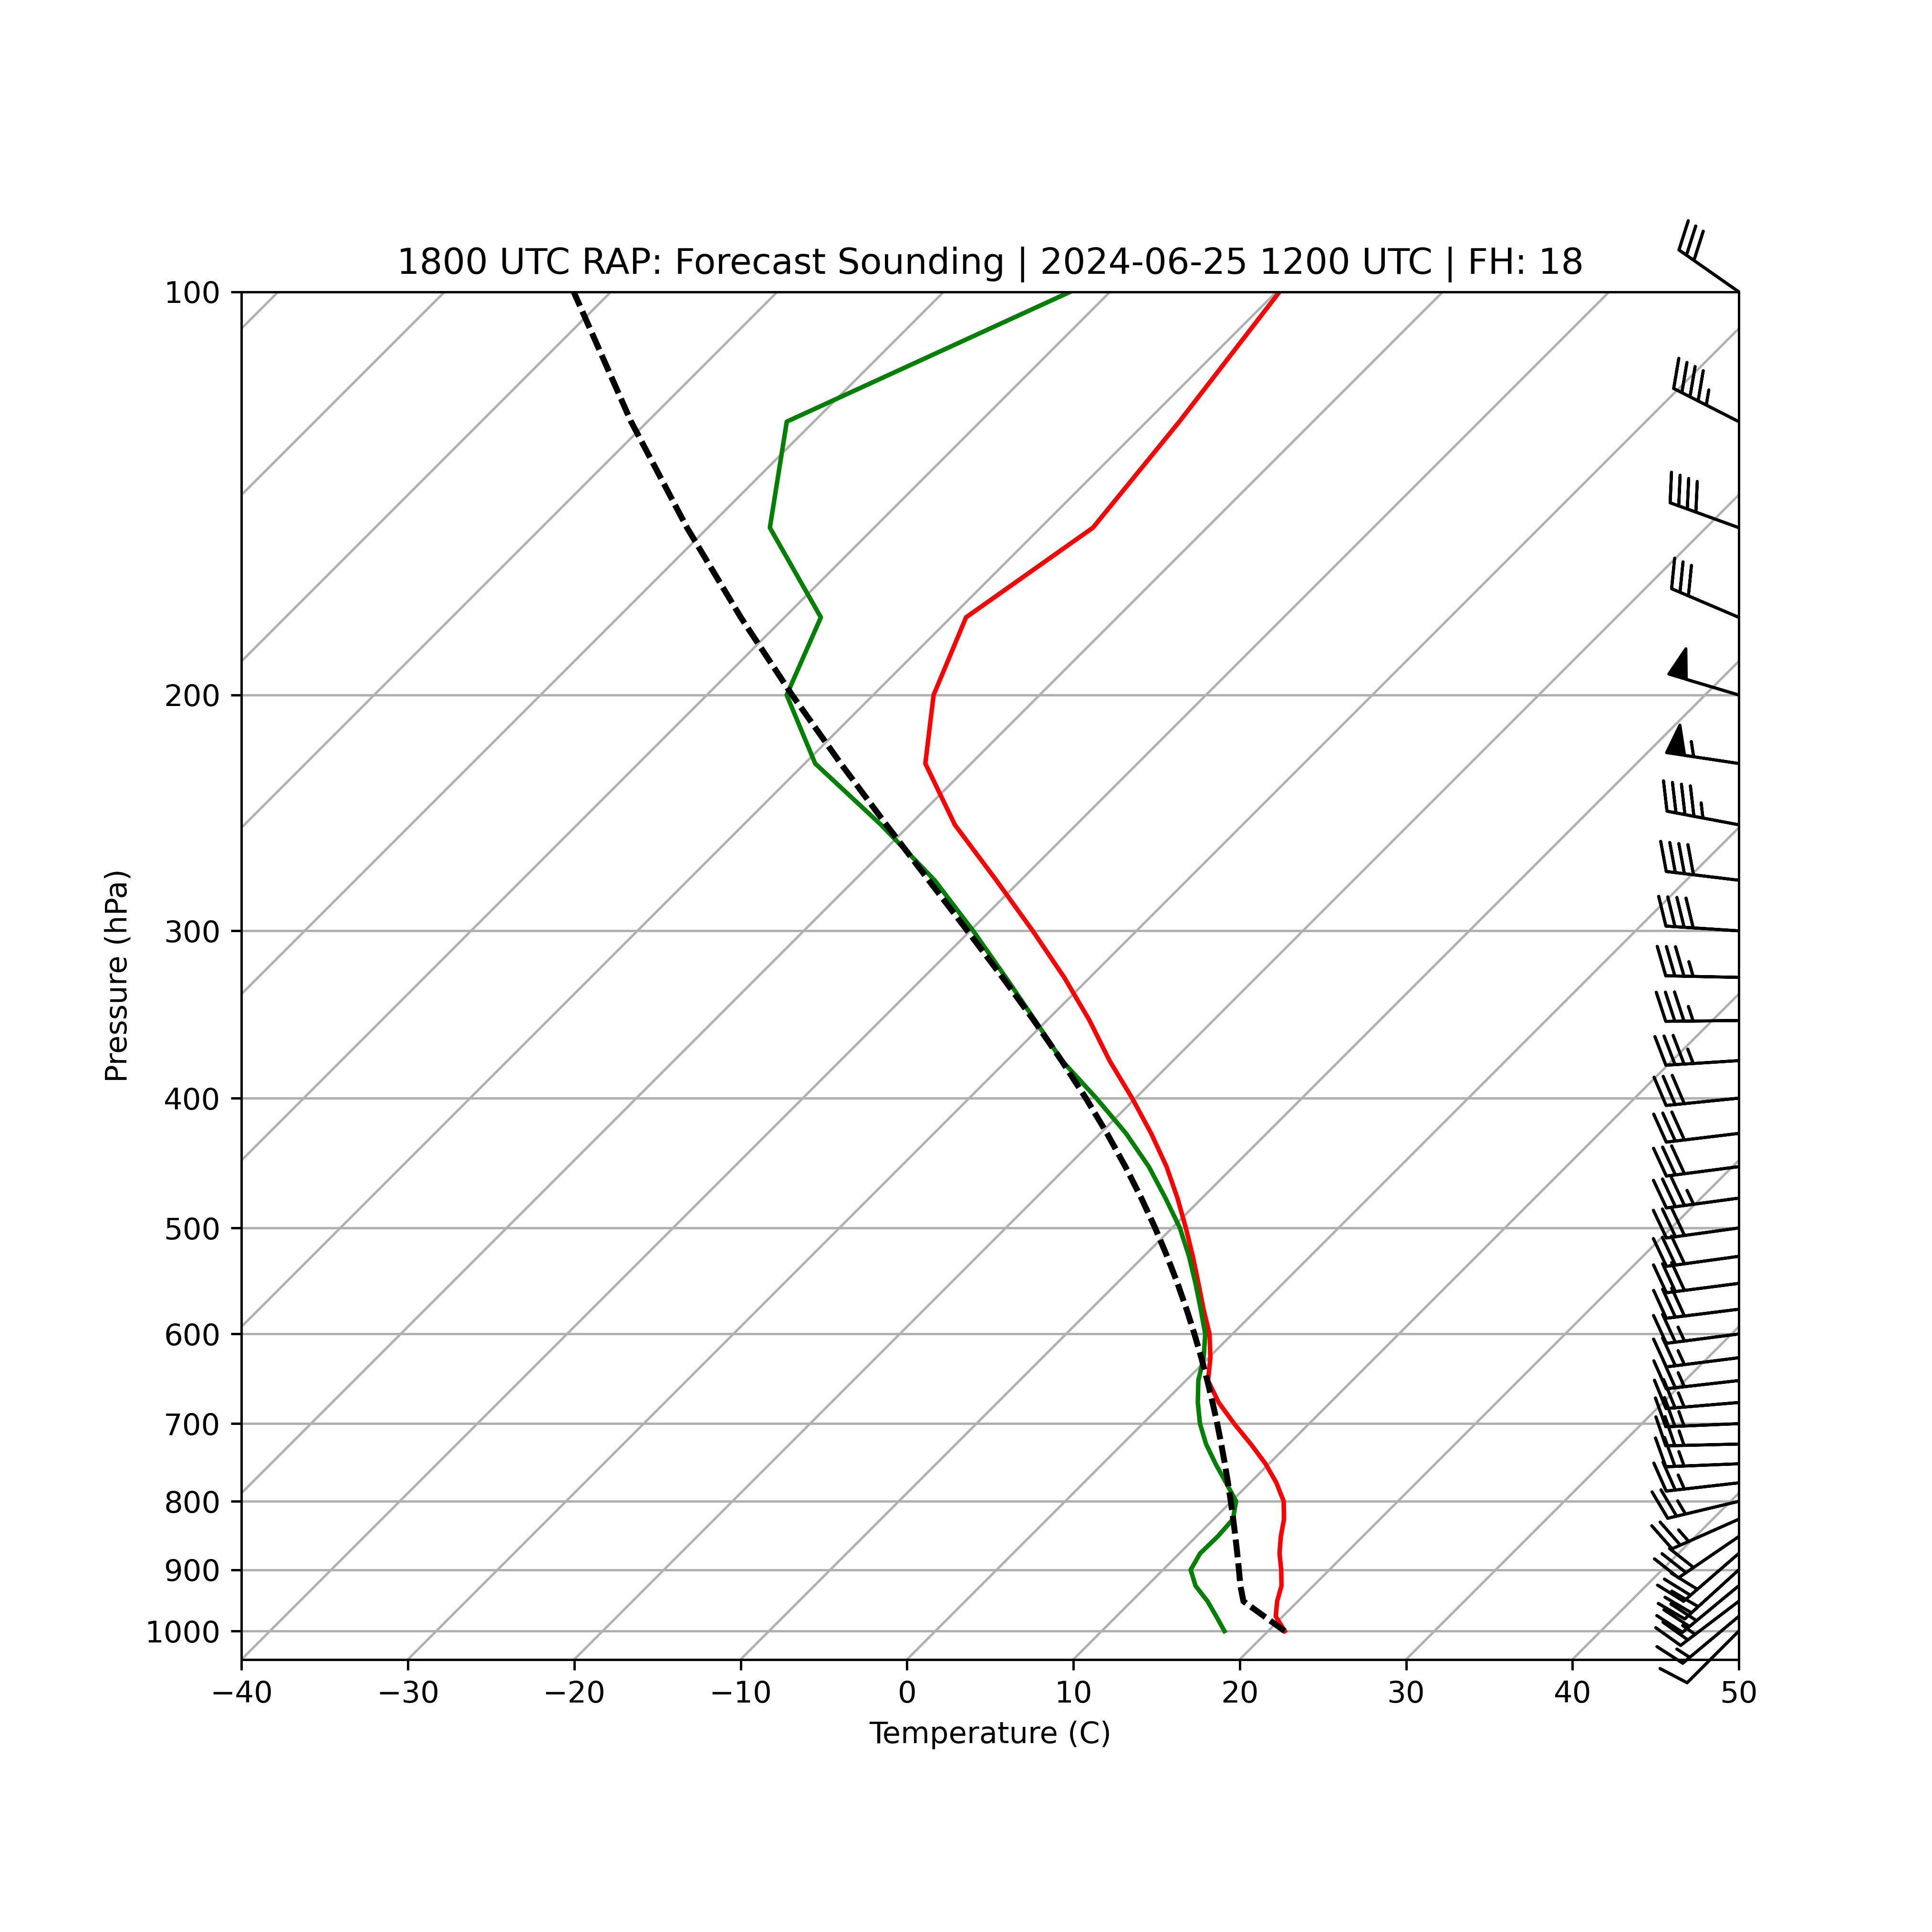 1800 UTC RAP: Forecast Sounding | 2024-06-25 1200 UTC | FH: 18
100
200
300
400
500
600
700
800
900
1000
Pressure (hPa)
−40 −30 −20 −10 0 10 20 30 40 50
Temperature (C)